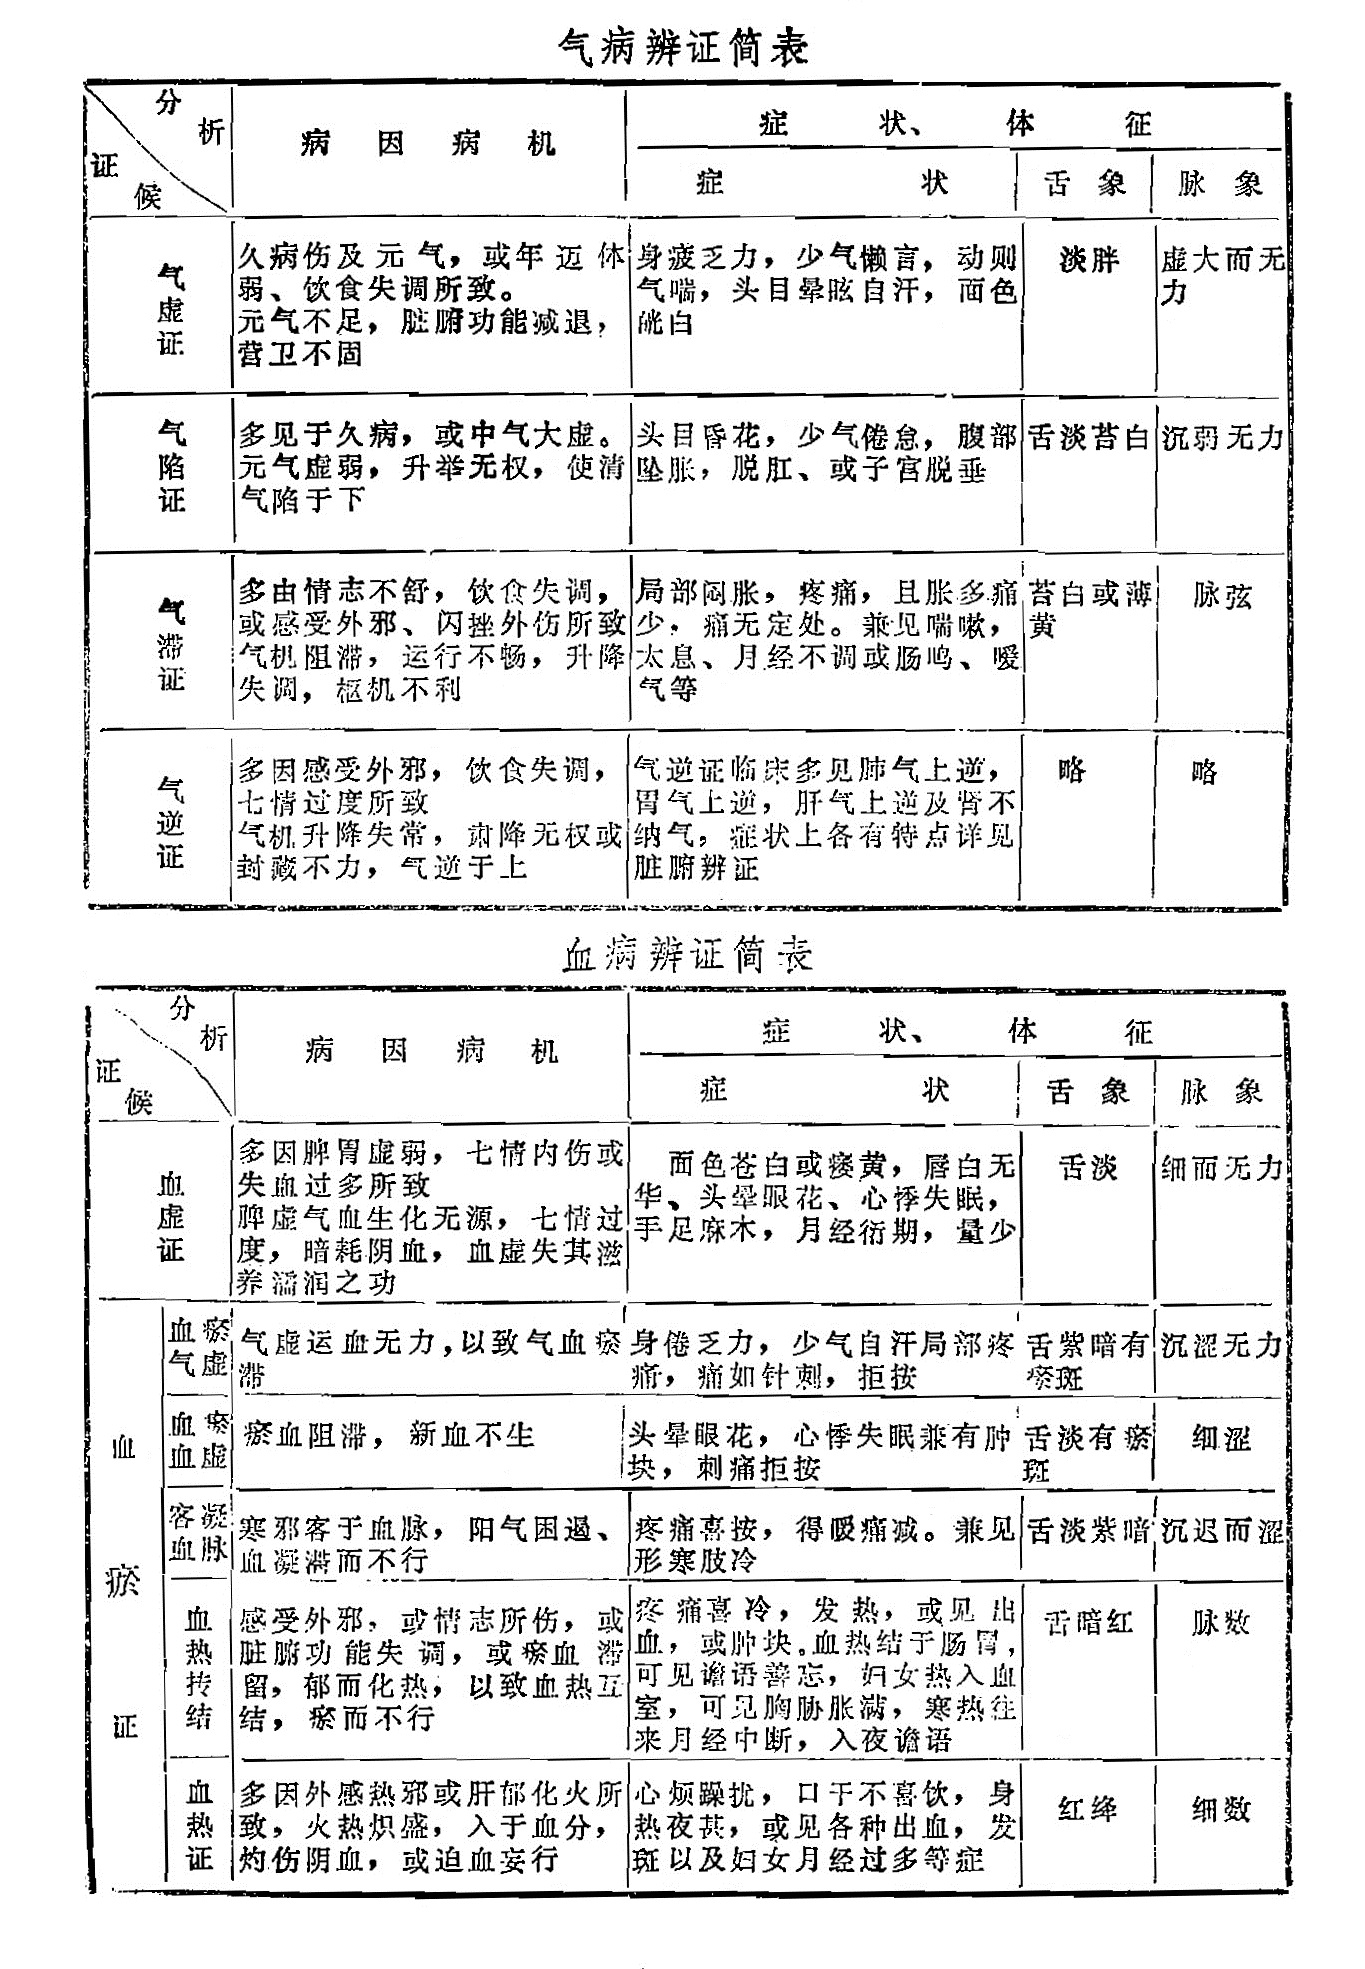 气病辨证简表
分析
证候
病因病机
症状、体征
症状
舌象
脉象
气虚证
久病伤及元气，或年迈体
弱、饮食失调所致。
元气不足，脏腑功能减退，
营卫不固
身疲乏力，少气懒言，动则
气喘，头目晕眩自汗，面色
㿠白
淡胖
虚大而无
力
气陷证
多见于久病，或中气大虚。
元气虚弱，升举无权，使清
气陷于下
头目昏花，少气倦怠，腹部
坠胀，脱肛、或子宫脱垂
舌淡苔白
沉弱无力
气滞证
多由情志不舒，饮食失调，
或感受外邪、闪挫外伤所致
气机阻滞，运行不畅，升降
失调，枢机不利
局部闷胀，疼痛，且胀多痛
少，痛无定处。兼见喘嗽，
太息、月经不调或肠鸣、嗳
气等
苔白或薄
黄
脉弦
气逆证
多因感受外邪，饮食失调，
七情过度所致
气机升降失常，肃降无权或
封藏不力，气逆于上
气逆证临床多见肺气上逆，
胃气上逆，肝气上逆及肾不
纳气，症状上各有特点详见
脏腑辨证
略
略
血病辨证简表
分析
证候
病因病机
症状、体征
症状
舌象
脉象
血虚证
多因脾胃虚弱，七情内伤或
失血过多所致
脾虚气血生化无源，七情过
度，暗耗阴血，血虚失其滋
养濡润之功
面色苍白或痿黄，唇白无
华、头晕眼花、心悸失眠，
手足麻木，月经衍期，量少
舌淡
细而无力
血瘀证
血瘀
气虚
气虚运血无力，以致气血瘀
滞
身倦乏力，少气自汗局部疼
痛，痛如针刺，拒按
舌紫暗有
瘀斑
沉涩无力
血瘀
血虚
瘀血阻滞，新血不生
头晕眼花，心悸失眠兼有肿
块，刺痛拒按
舌淡有瘀
斑
细涩
客凝
血脉
寒邪客于血脉，阳气困遏、
血凝滞而不行
疼痛喜按，得暖痛减。兼见
形寒肢冷
舌淡紫暗
沉迟而涩
血热抟结
感受外邪，或情志所伤，或
脏腑功能失调，或瘀血滞
留，郁而化热，以致血热互
结，瘀而不行
疼痛喜冷，发热，或见出
血，或肿块。血热结于肠胃，
可见谵语善忘，妇女热入血
室，可见胸胁胀满，寒热往
来月经中断，入夜谵语
舌暗红
脉数
血热证
多因外感热邪或肝郁化火所
致，火热炽盛，入于血分，
灼伤阴血，或迫血妄行
心烦躁扰，口干不喜饮，身
热夜甚，或见各种出血，发
斑以及妇女月经过多等症
红绛
细数